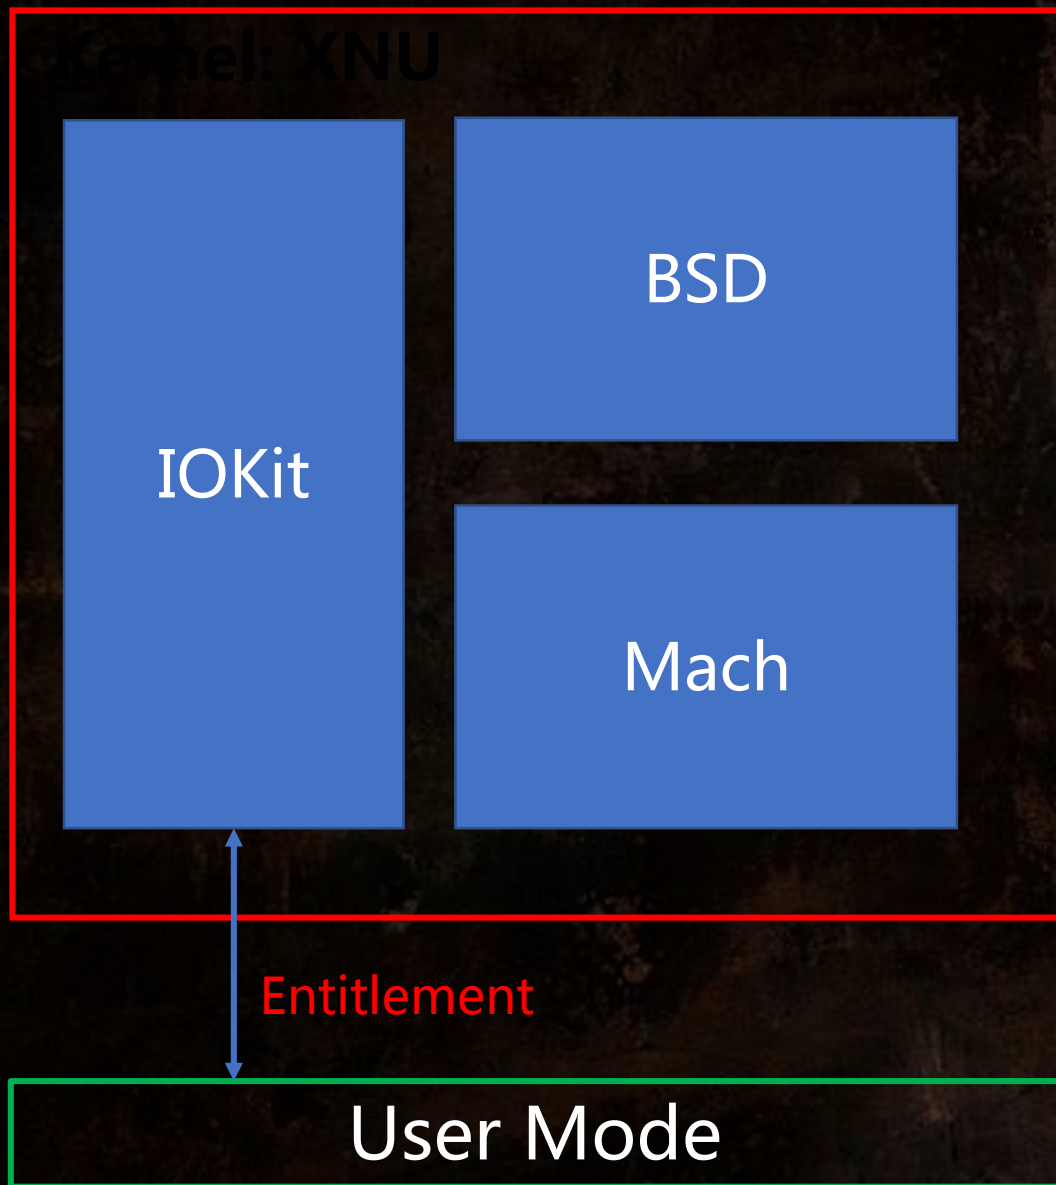 Kernel: XNU
BSD
IOKit
Mach
Entitlement
User Mode